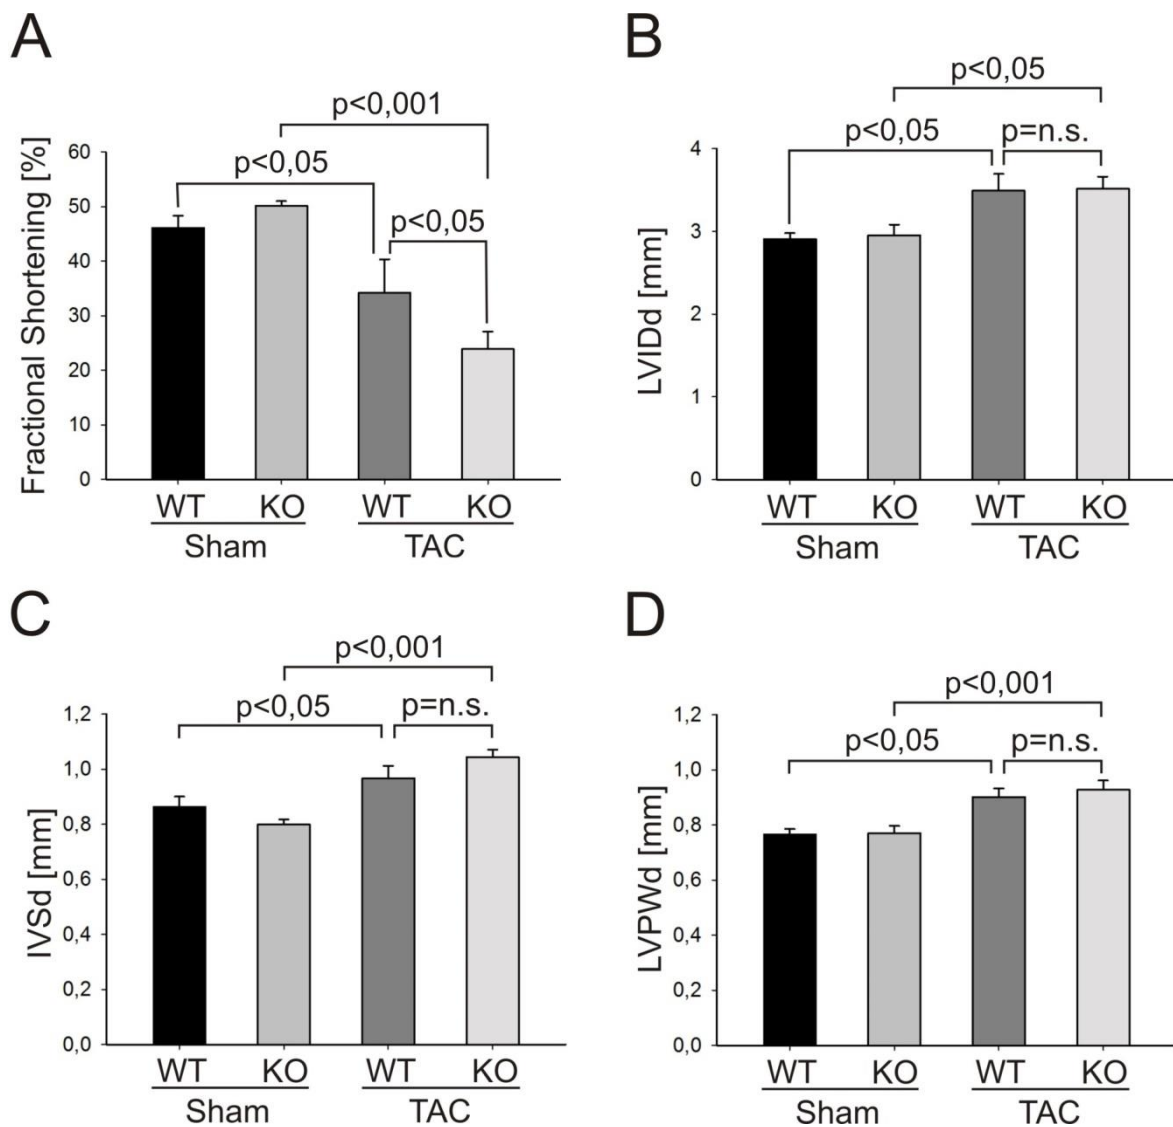 A
Fractional Shortening [%]
p<0,001
p<0,05
p<0,05
60
50
40
30
20
10
0
WT KO WT KO
Sham TAC
B
LVIDd [mm]
p<0,05
p<0,05 p=n.s.
4
3
2
1
0
WT KO WT KO
Sham TAC
C
IVSd [mm]
p<0,001
p<0,05 p=n.s.
1,2
1,0
0,8
0,6
0,4
0,2
0,0
WT KO WT KO
Sham TAC
D
LVPWd [mm]
p<0,001
p<0,05 p=n.s.
1,2
1,0
0,8
0,6
0,4
0,2
0,0
WT KO WT KO
Sham TAC